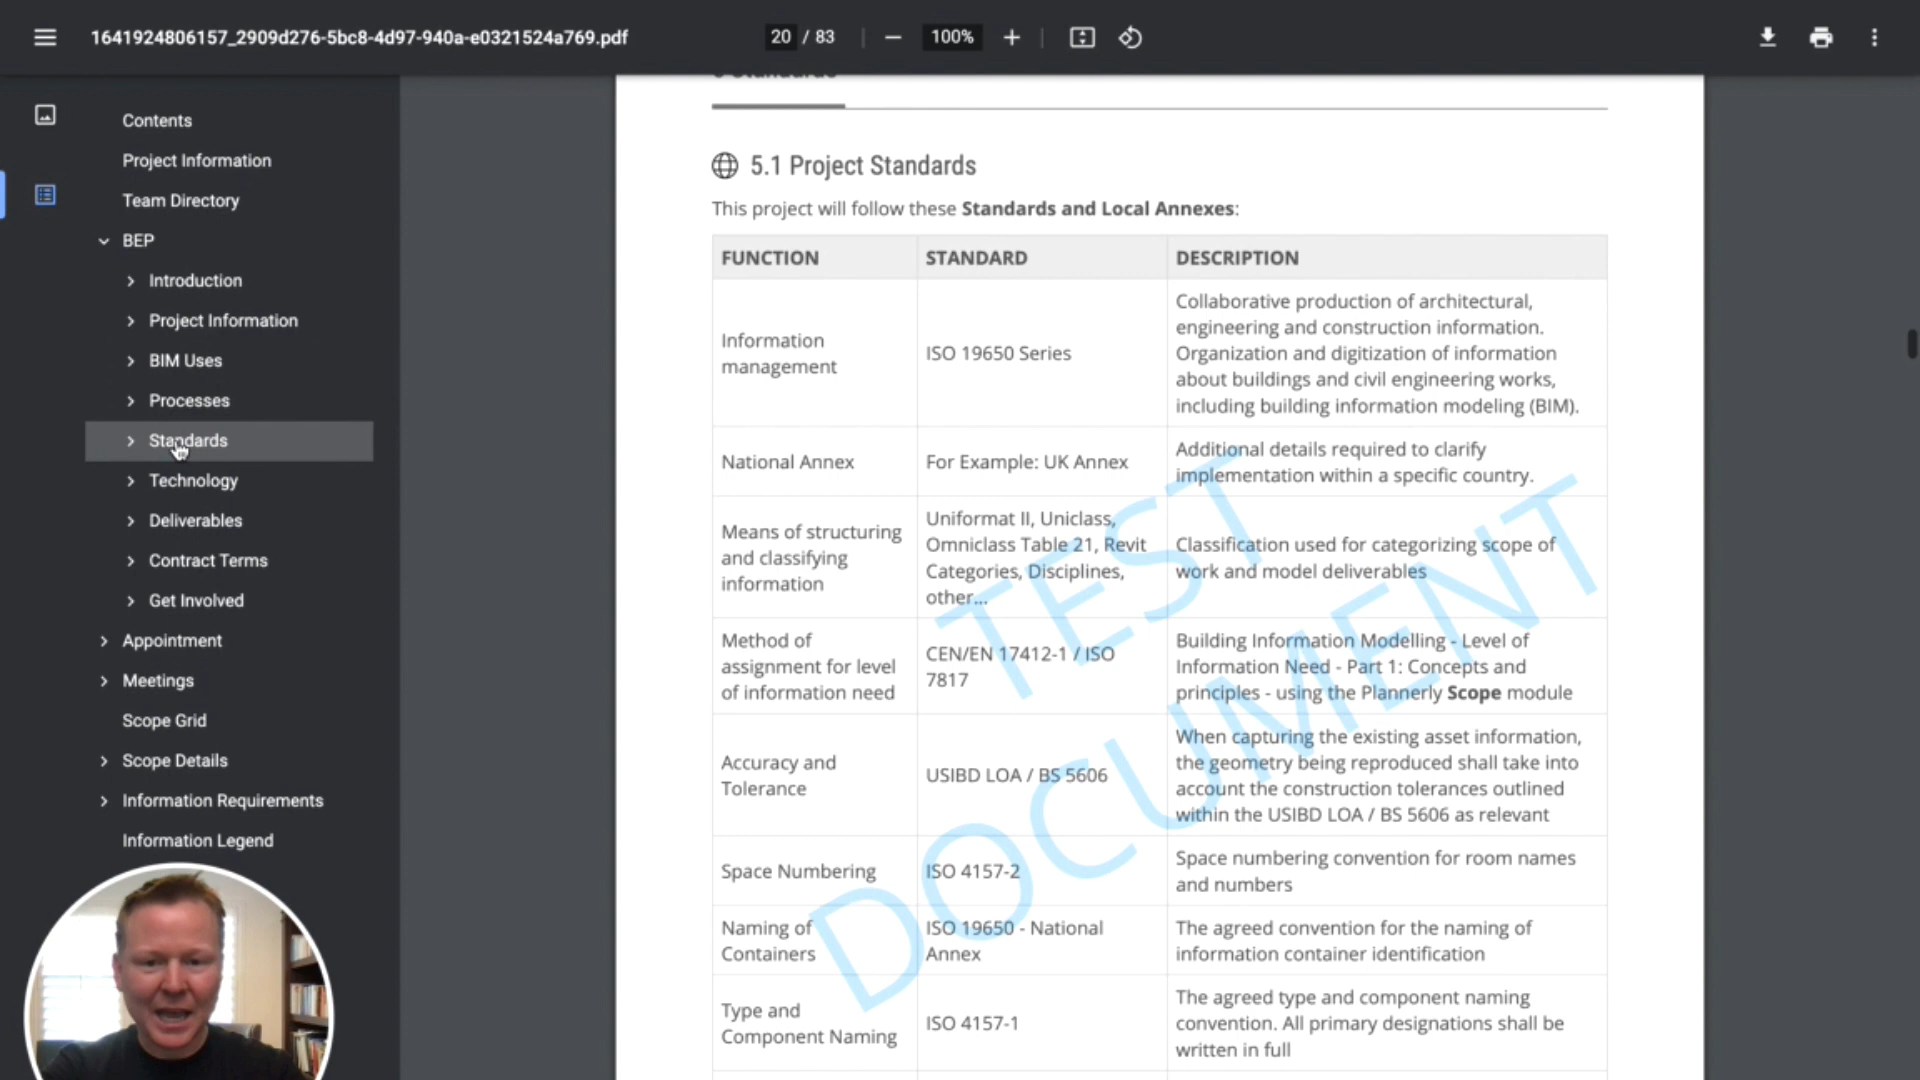 1641924806157_2909d276-5bc8-4d97-940a-e0321524a769.pdf
20 / 83
100%
Contents
Project Information
Team Directory
BEP
Introduction
Project Information
BIM Uses
Processes
Standards
Technology
Deliverables
Contract Terms
Get Involved
Appointment
Meetings
Scope Grid
Scope Details
Information Requirements
Information Legend
5.1 Project Standards
This project will follow these Standards and Local Annexes:
FUNCTION STANDARD DESCRIPTION
Information
management
ISO 19650 Series
Collaborative production of architectural,
engineering and construction information.
Organization and digitization of information
about buildings and civil engineering works,
including building information modeling (BIM).
National Annex
For Example: UK Annex
Additional details required to clarify
implementation within a specific country.
Means of structuring
and classifying
information
Uniformat II, Uniclass,
Omniclass Table 21, Revit
Categories, Disciplines,
other...
Classification used for categorizing scope of
work and model deliverables
Method of
assignment for level
of information need
CEN/EN 17412-1 / ISO
7817
Building Information Modelling - Level of
Information Need - Part 1: Concepts and
principles - using the Plannerly Scope module
Accuracy and
Tolerance
USIBD LOA / BS 5606
When capturing the existing asset information,
the geometry being reproduced shall take into
account the construction tolerances outlined
within the USIBD LOA / BS 5606 as relevant
Space Numbering
ISO 4157-2
Space numbering convention for room names
and numbers
Naming of
Containers
ISO 19650 - National
Annex
The agreed convention for the naming of
information container identification
Type and
Component Naming
ISO 4157-1
The agreed type and component naming
convention. All primary designations shall be
written in full
TEST
DOCUMENT